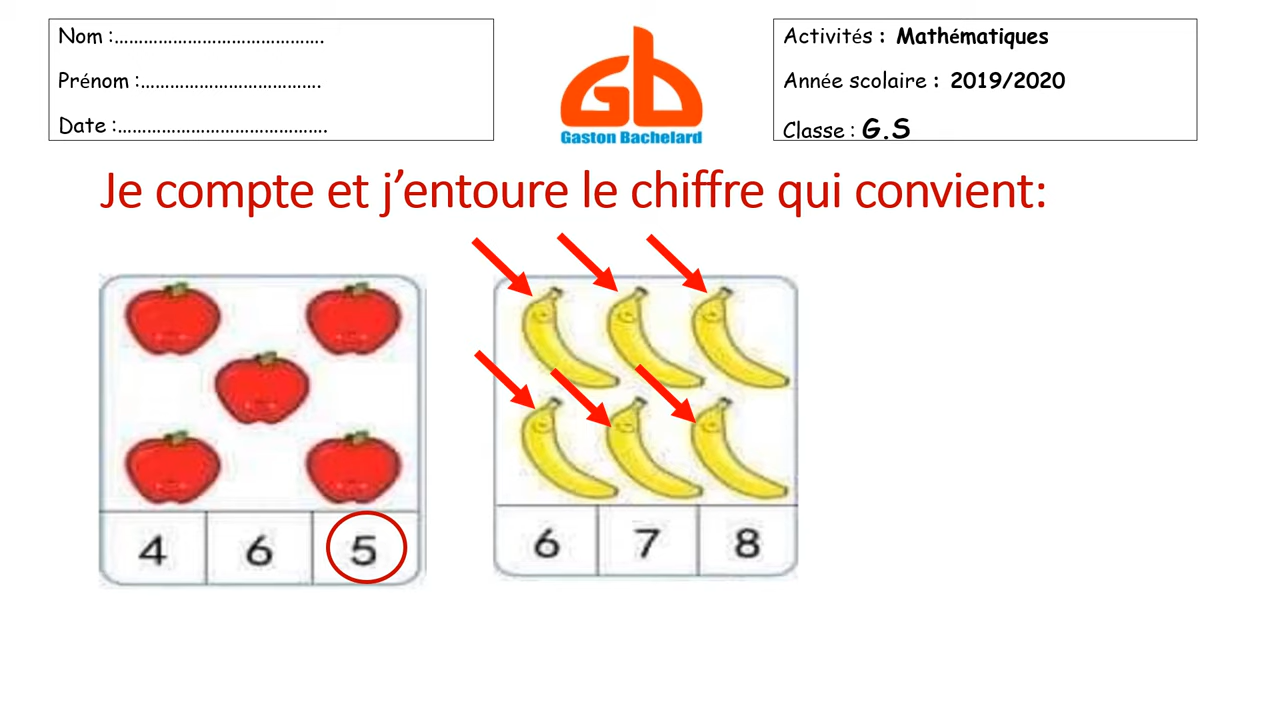 Nom :…………………………………….
Prénom :……………………………….
Date :…………………………………….
Gb
Gaston Bachelard
Activités : Mathématiques
Année scolaire : 2019/2020
Classe : G.S
Je compte et j’entoure le chiffre qui convient:
4 6 5
6 7 8